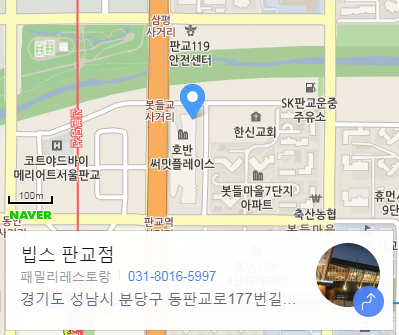 삼평
사거리
판교119
안전센터
봇들교
사거리
SK판교운중
주유소
한신교회
호반
써밋플레이스
코트야드바이
메리어트서울판교
봇들마을7단지
아파트
휴먼시
9단
100m
축산농협
NAVER
판교역
봇들마을
빕스 판교점
패밀리레스토랑
031-8016-5997
경기도 성남시 분당구 동판교로177번길...